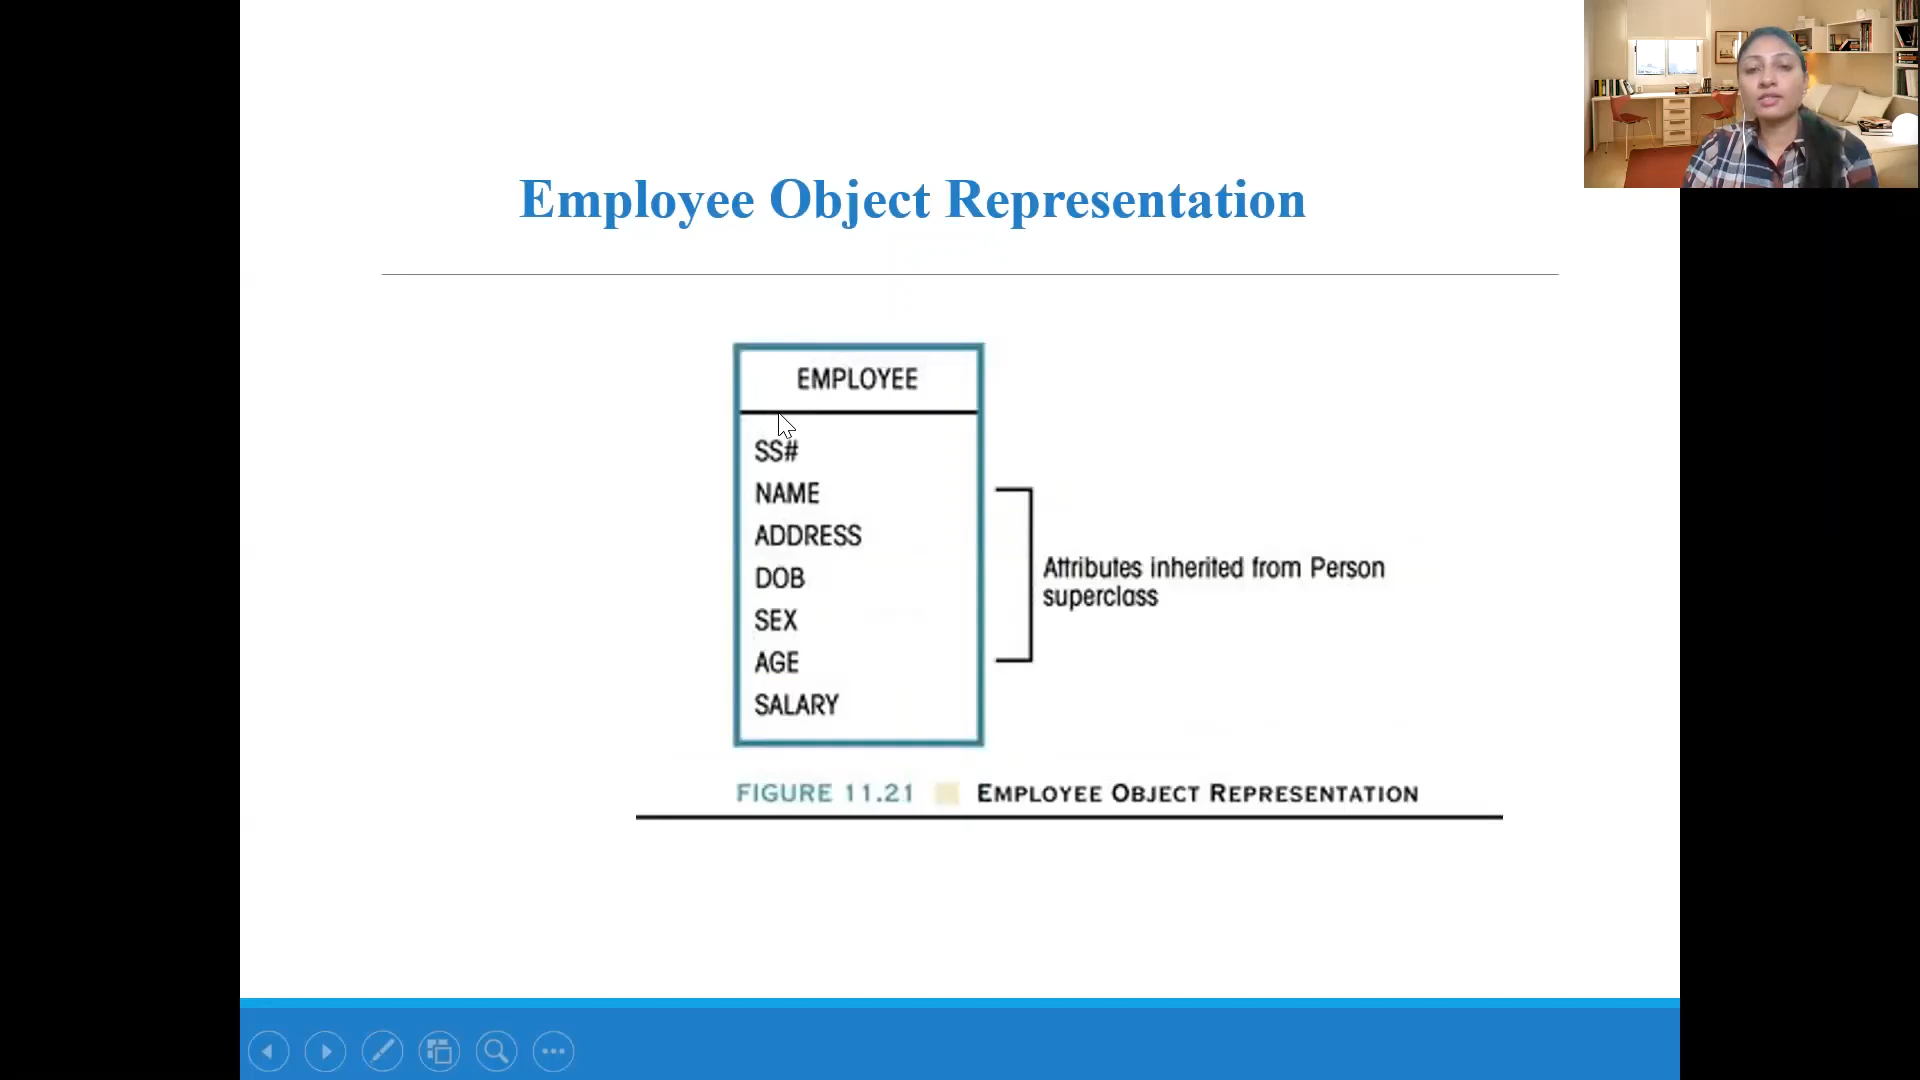 Employee Object Representation
EMPLOYEE
SS#
NAME
ADDRESS
DOB
SEX
AGE
SALARY
Attributes inherited from Person
superclass
FIGURE 11.21 EMPLOYEE OBJECT REPRESENTATION